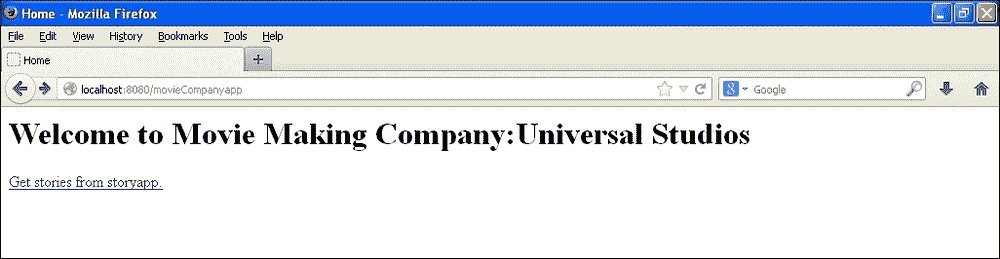 Home - Mozilla Firefox
File Edit View History Bookmarks Tools Help
Home
localhost:8080/movieCompanyapp
Google
Welcome to Movie Making Company:Universal Studios
Get stories from storyapp.